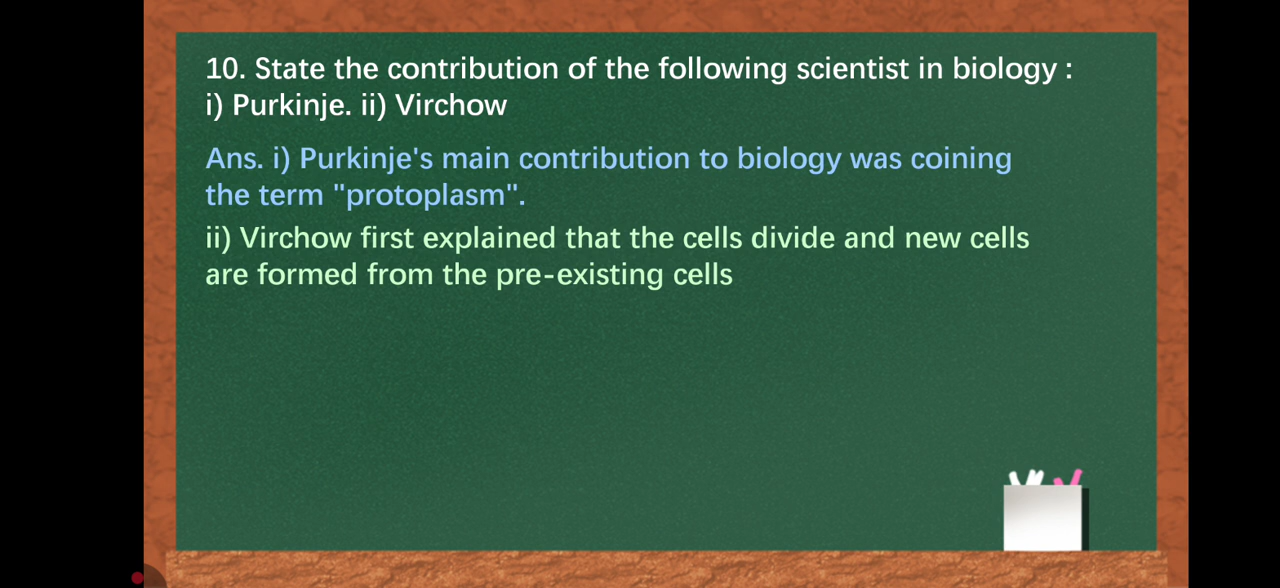 10. State the contribution of the following scientist in biology :
i) Purkinje. ii) Virchow
Ans. i) Purkinje's main contribution to biology was coining
the term "protoplasm".
ii) Virchow first explained that the cells divide and new cells
are formed from the pre-existing cells